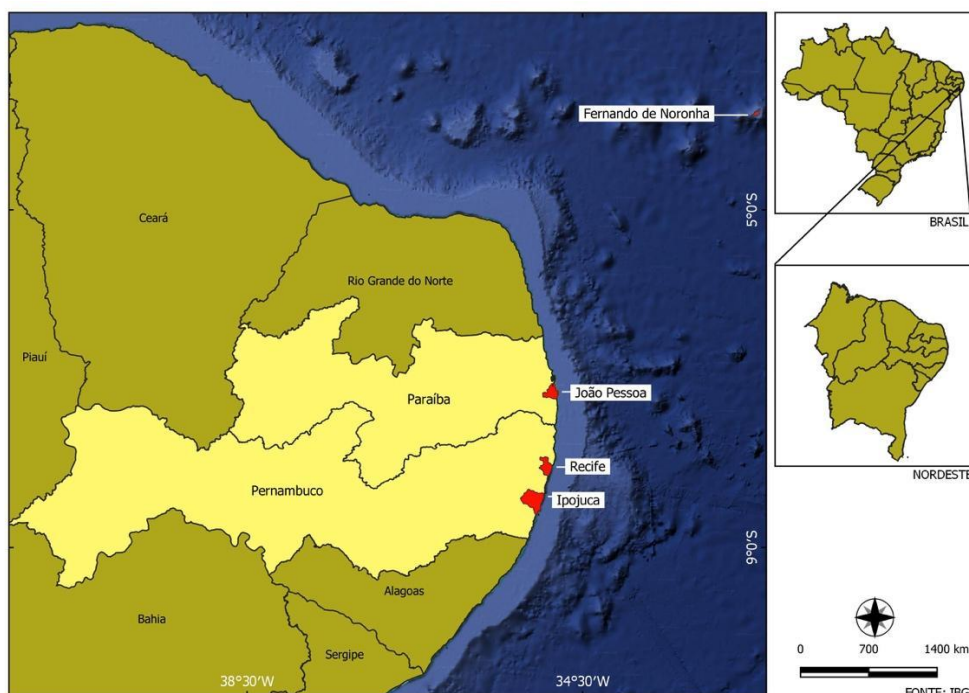 Fernando de Noronha
5°0'S
Ceará
Rio Grande do Norte
Piauí
Paraíba
João Pessoa
Recife
Pernambuco
Ipojuca
9°0'S
Alagoas
Bahia
Sergipe
38°30'W
34°30'W
BRASIL
NORDESTE
0 700 1400 km
FONTE: IBG